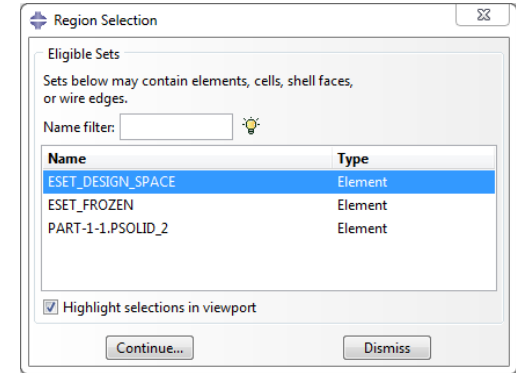 Region Selection
Eligible Sets
Sets below may contain elements, cells, shell faces,
or wire edges.
Name filter:
Name Type
ESET_DESIGN_SPACE Element
ESET_FROZEN Element
PART-1-1.PSOLID_2 Element
Highlight selections in viewport
Continue... Dismiss